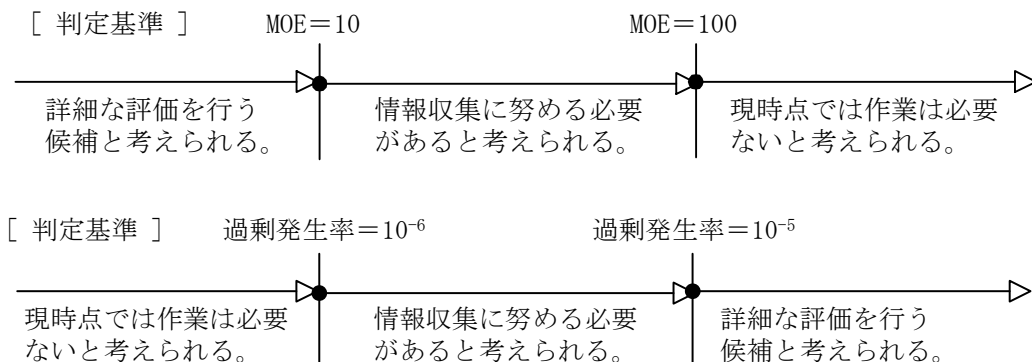 [ 判定基準 ] MOE=10 MOE=100
詳細な評価を行う 情報収集に努める必要 現時点では作業は必要
候補と考えられる。 があると考えられる。 ないと考えられる。
[ 判定基準 ] 過剰発生率=10⁻⁶ 過剰発生率=10⁻⁵
現時点では作業は必要 情報収集に努める必要 詳細な評価を行う
ないと考えられる。 があると考えられる。 候補と考えられる。